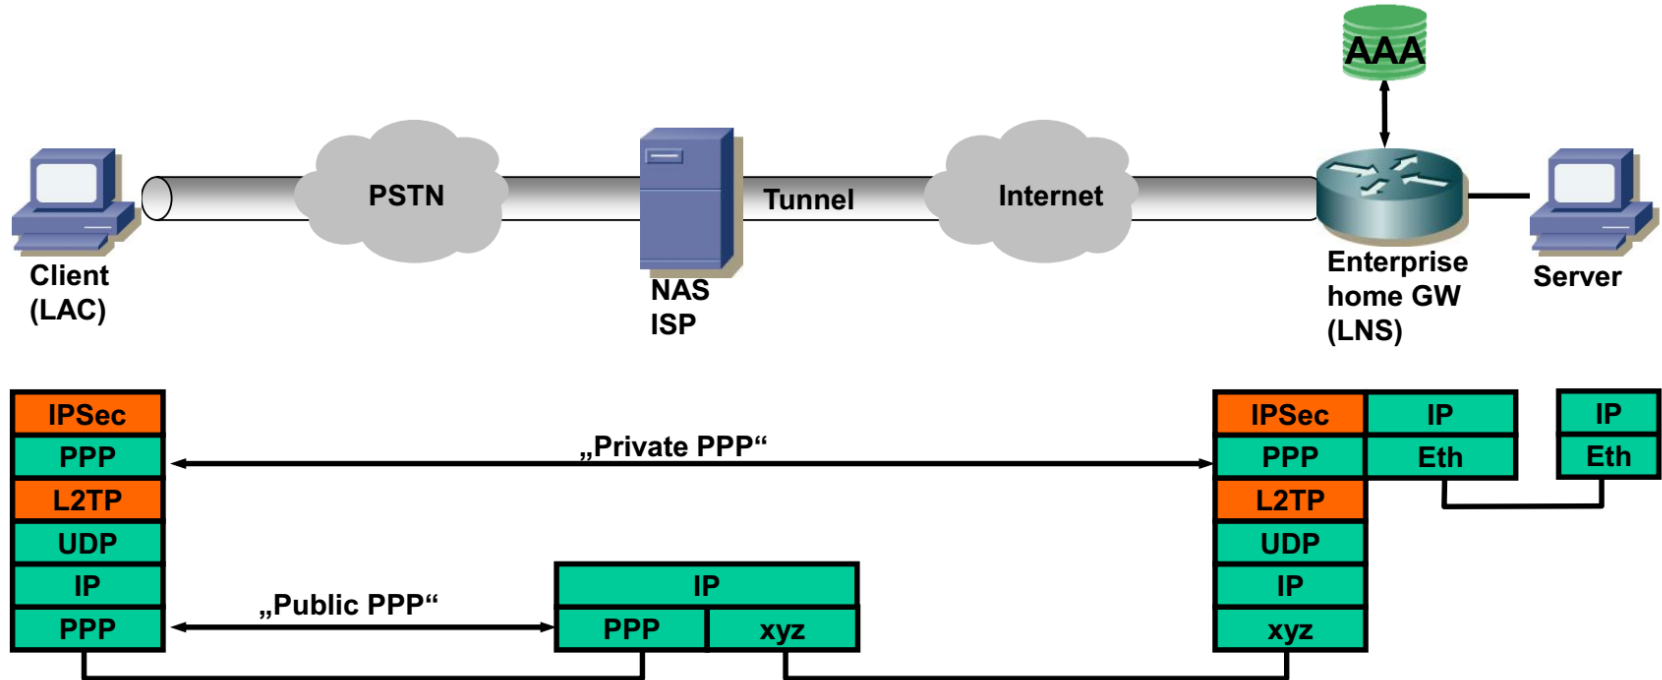 AAA
PSTN
Tunnel
Internet
Client
(LAC)
NAS
ISP
Enterprise
home GW
(LNS)
Server
IPSec
PPP
L2TP
UDP
IP
PPP
„Private PPP“
„Public PPP“
IP
PPP xyz
IPSec IP
PPP Eth
L2TP
UDP
IP
xyz
IP
Eth